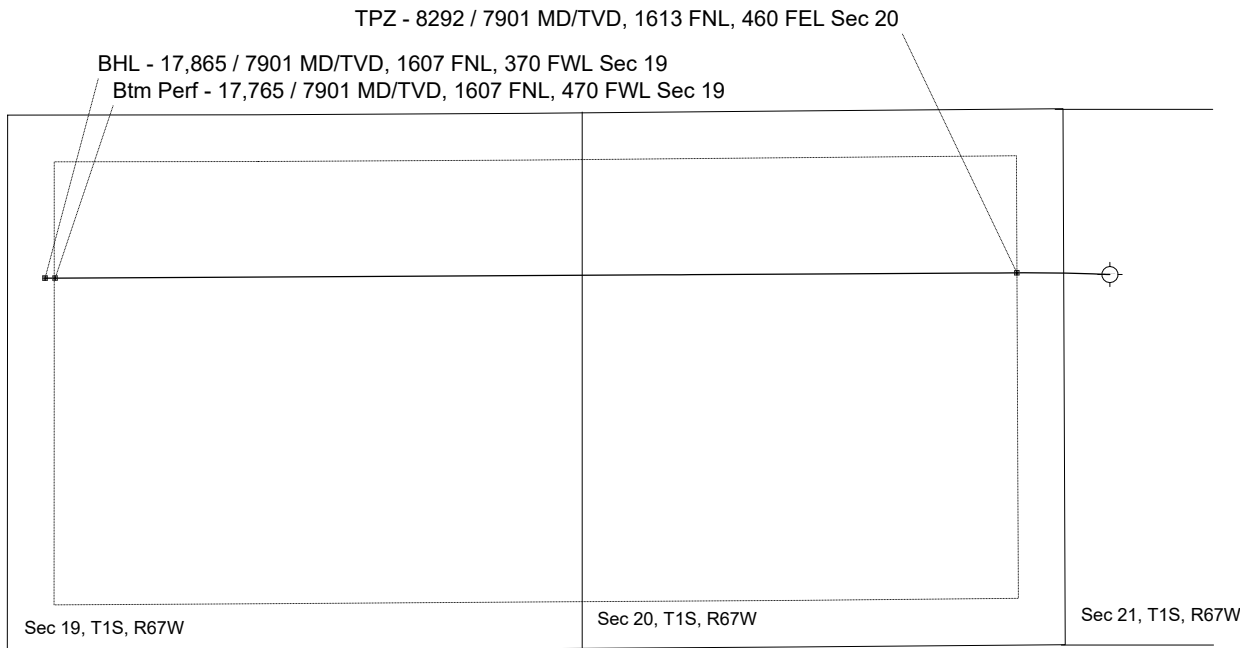 TPZ - 8292 / 7901 MD/TVD, 1613 FNL, 460 FEL Sec 20
BHL - 17,865 / 7901 MD/TVD, 1607 FNL, 370 FWL Sec 19
Btm Perf - 17,765 / 7901 MD/TVD, 1607 FNL, 470 FWL Sec 19
Sec 19, T1S, R67W
Sec 20, T1S, R67W
Sec 21, T1S, R67W